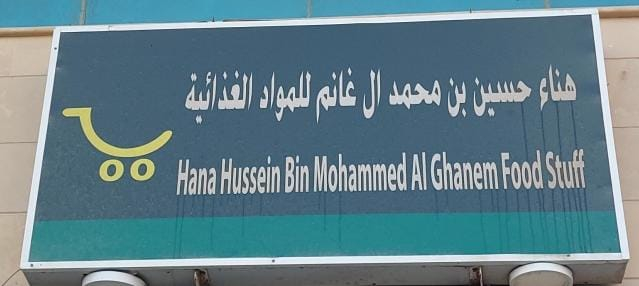 هناء حسين بن محمد ال غانم للمواد الغذائية
Hana Hussein Bin Mohammed Al Ghanem Food Stuff